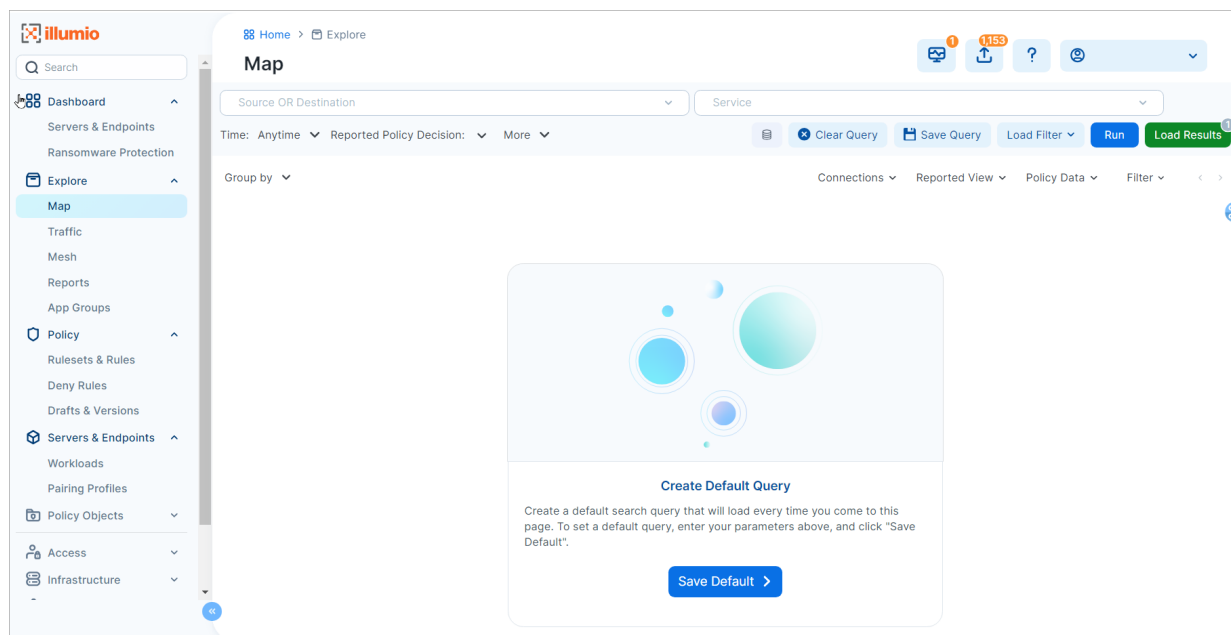 illumio
Search
Dashboard
Servers & Endpoints
Ransomware Protection
Explore
Map
Traffic
Mesh
Reports
App Groups
Policy
Rulesets & Rules
Deny Rules
Drafts & Versions
Servers & Endpoints
Workloads
Pairing Profiles
Policy Objects
Access
Infrastructure
Home > Explore
Map
1
1,153
?
Source OR Destination
Service
Time: Anytime Reported Policy Decision: More
Clear Query
Save Query
Load Filter
Run
Load Results
1
Group by
Connections
Reported View
Policy Data
Filter
Create Default Query
Create a default search query that will load every time you come to this
page. To set a default query, enter your parameters above, and click "Save
Default".
Save Default